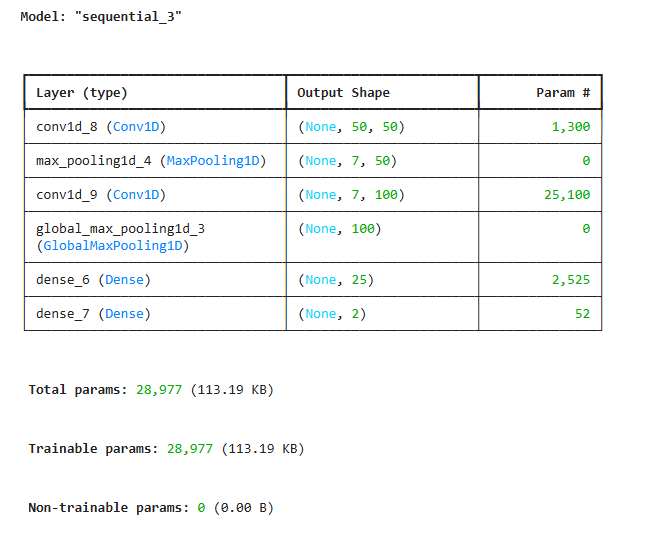 Model: "sequential_3"
Layer (type) Output Shape Param #
conv1d_8 (Conv1D) (None, 50, 50) 1,300
max_pooling1d_4 (MaxPooling1D) (None, 7, 50) 0
conv1d_9 (Conv1D) (None, 7, 100) 25,100
global_max_pooling1d_3 (None, 100) 0
(GlobalMaxPooling1D)
dense_6 (Dense) (None, 25) 2,525
dense_7 (Dense) (None, 2) 52
Total params: 28,977 (113.19 KB)
Trainable params: 28,977 (113.19 KB)
Non-trainable params: 0 (0.00 B)